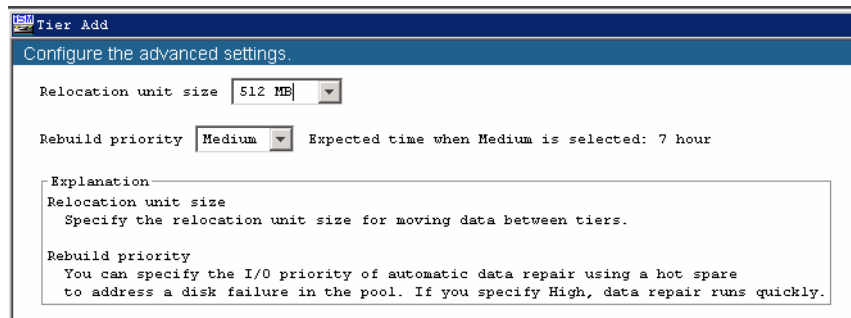 ISM Tier Add
Configure the advanced settings.
Relocation unit size 512 MB
Rebuild priority Medium Expected time when Medium is selected: 7 hour
Explanation
Relocation unit size
Specify the relocation unit size for moving data between tiers.
Rebuild priority
You can specify the I/O priority of automatic data repair using a hot spare
to address a disk failure in the pool. If you specify High, data repair runs quickly.